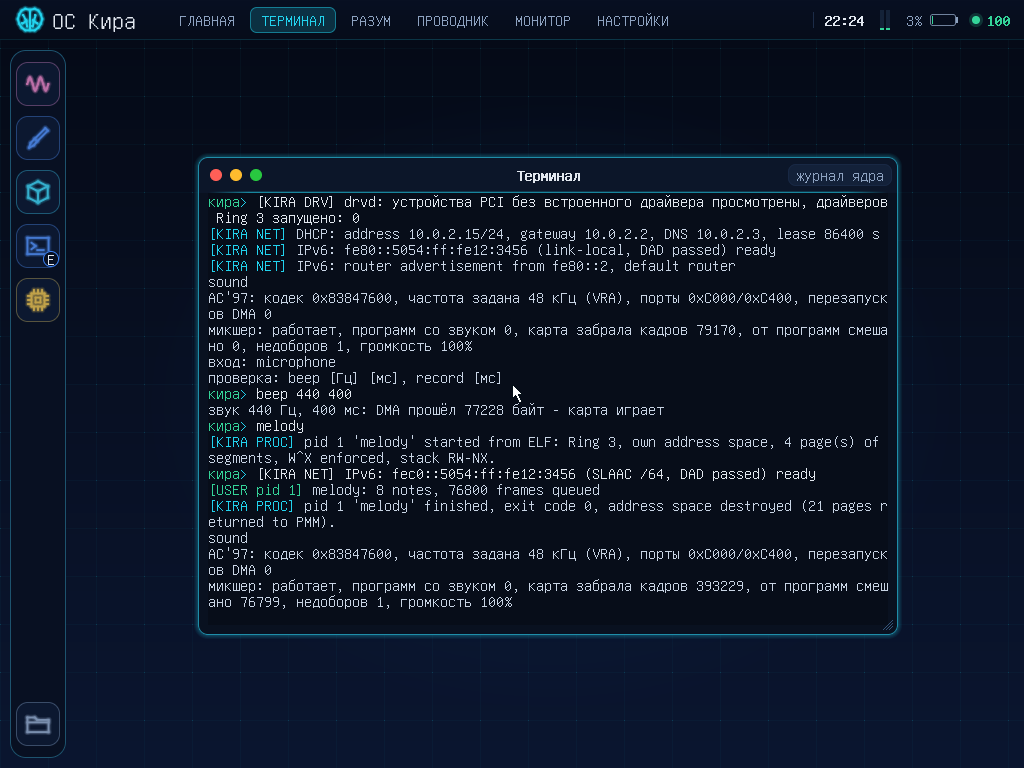 ОС Кира
ГЛАВНАЯ
ТЕРМИНАЛ
РАЗУМ
ПРОВОДНИК
МОНИТОР
НАСТРОЙКИ
22:24
3%
100
E
Терминал
журнал ядра
кира> [KIRA DRV] drvd: устройства PCI без встроенного драйвера просмотрены, драйверов
Ring 3 запущено: 0
[KIRA NET] DHCP: address 10.0.2.15/24, gateway 10.0.2.2, DNS 10.0.2.3, lease 86400 s
[KIRA NET] IPv6: fe80::5054:ff:fe12:3456 (link-local, DAD passed) ready
[KIRA NET] IPv6: router advertisement from fe80::2, default router
sound
AC'97: кодек 0x83847600, частота задана 48 кГц (VRA), порты 0xC000/0xC400, перезапуск
ов DMA 0
микшер: работает, программ со звуком 0, карта забрала кадров 79170, от программ смеша
но 0, недоборов 1, громкость 100%
вход: microphone
проверка: beep [Гц] [мс], record [мс]
кира> beep 440 400
звук 440 Гц, 400 мс: DMA прошёл 77228 байт - карта играет
кира> melody
[KIRA PROC] pid 1 'melody' started from ELF: Ring 3, own address space, 4 page(s) of
segments, W^X enforced, stack RW-NX.
кира> [KIRA NET] IPv6: fec0::5054:ff:fe12:3456 (SLAAC /64, DAD passed) ready
[USER pid 1] melody: 8 notes, 76800 frames queued
[KIRA PROC] pid 1 'melody' finished, exit code 0, address space destroyed (21 pages r
eturned to PMM).
sound
AC'97: кодек 0x83847600, частота задана 48 кГц (VRA), порты 0xC000/0xC400, перезапуск
ов DMA 0
микшер: работает, программ со звуком 0, карта забрала кадров 393229, от программ смеш
ано 76799, недоборов 1, громкость 100%